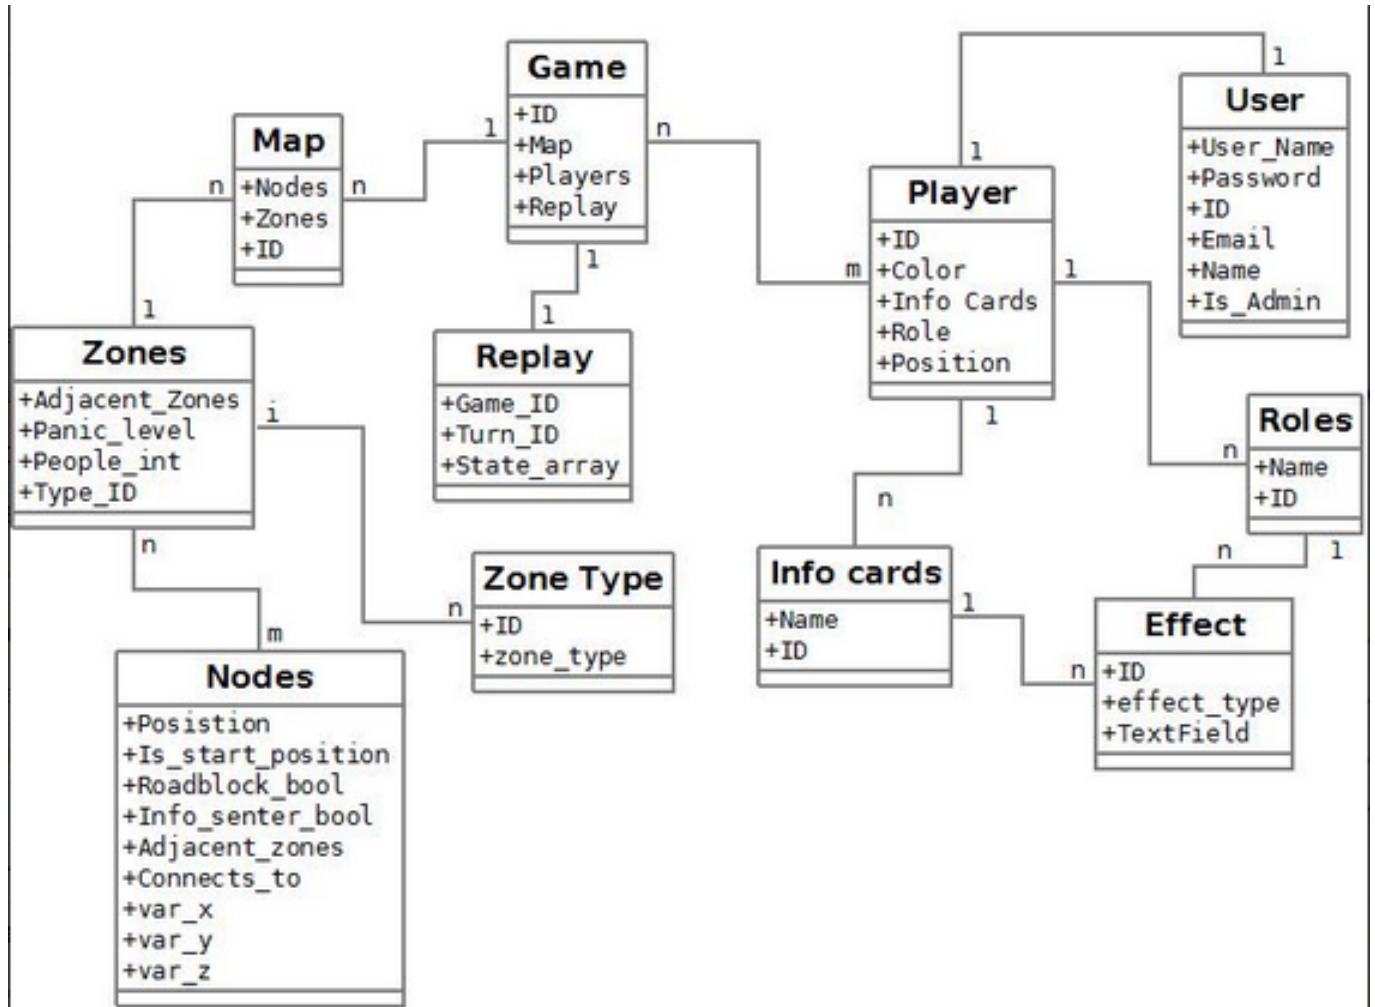 Game
+ID
+Map
+Players
+Replay
1
n
1
Map
+Nodes
+Zones
+ID
n
n
1
User
+User_Name
+Password
+ID
+Email
+Name
+Is_Admin
1
1
Player
+ID
+Color
+Info Cards
+Role
+Position
m
1
1
Zones
+Adjacent_Zones
+Panic_level
+People_int
+Type_ID
i
n
1
Replay
+Game_ID
+Turn_ID
+State_array
Roles
+Name
+ID
n
1
n
Zone Type
+ID
+zone_type
n
Info cards
+Name
+ID
1
n
Effect
+ID
+effect_type
+TextField
n
m
Nodes
+Posistion
+Is_start_position
+Roadblock_bool
+Info_senter_bool
+Adjacent_zones
+Connects_to
+var_x
+var_y
+var_z